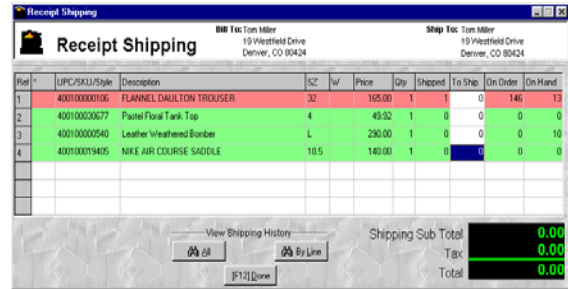 Receipt Shipping
Receipt Shipping
Bill To: Tom Miller
19 Westfield Drive
Denver, CO 80424
Ship To: Tom Miller
19 Westfield Drive
Denver, CO 80424
Ref * UPC/SKU/Style Description SZ W Price Qty Shipped To Ship On Order On Hand
1 400100000106 FLANNEL DAULTON TROUSER 32 165.00 1 1 0 146 13
2 400100030677 Pastel Floral Tank Top 4 49.92 1 0 0 0 0
3 400100000540 Leather Weathered Bomber L 290.00 1 0 0 0 10
4 400100019405 NIKE AIR COURSE SADDLE 10.5 140.00 1 0 0 0 0
View Shipping History
All By Line
[F12] Done
Shipping Sub Total 0.00
Tax 0.00
Total 0.00